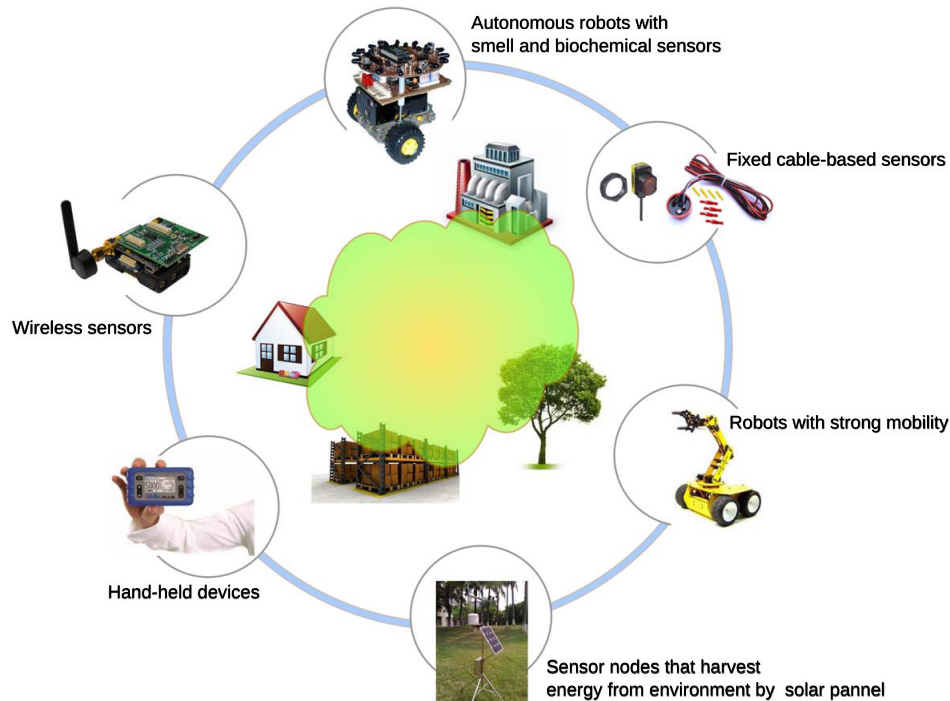 Autonomous robots with
smell and biochemical sensors
Fixed cable-based sensors
Wireless sensors
Robots with strong mobility
Hand-held devices
Sensor nodes that harvest
energy from environment by solar pannel